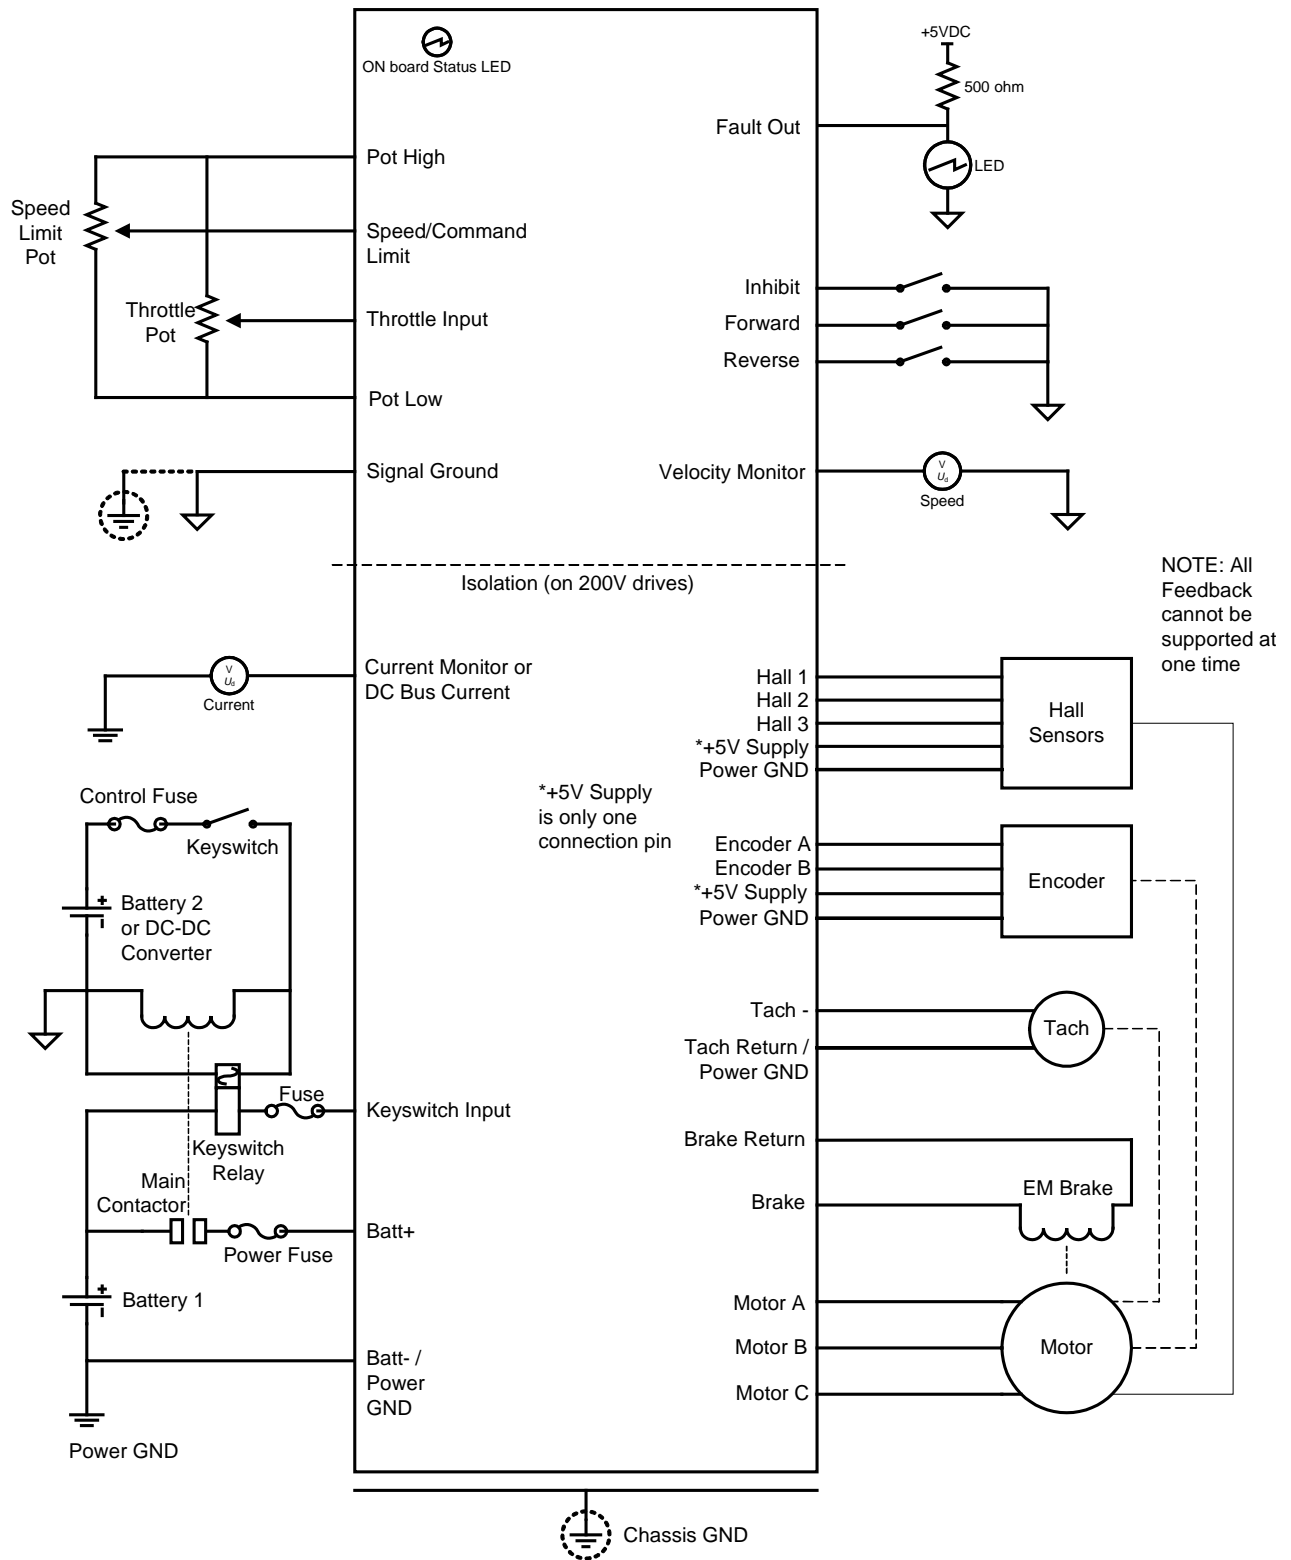 +5VDC
ON board Status LED
500 ohm
Fault Out
LED
Pot High
Speed
Limit
Pot
Speed/Command
Limit
Inhibit
Throttle
Pot
Throttle Input
Forward
Reverse
Pot Low
Signal Ground
Velocity Monitor
V
Ud
Speed
Isolation (on 200V drives)
NOTE: All
Feedback
cannot be
supported at
one time
Current Monitor or
DC Bus Current
V
Ud
Current
Hall 1
Hall 2
Hall 3
*+5V Supply
Power GND
Hall
Sensors
*+5V Supply
is only one
connection pin
Control Fuse
Keyswitch
Encoder A
Encoder B
*+5V Supply
Power GND
Encoder
+
Battery 2
or DC-DC
Converter
Tach -
Tach Return /
Power GND
Tach
Fuse
Keyswitch Input
Keyswitch
Relay
Brake Return
Main
Contactor
EM Brake
Brake
Batt+
Power Fuse
+
Battery 1
Motor A
Motor B
Motor C
Motor
Batt- /
Power
GND
Power GND
Chassis GND